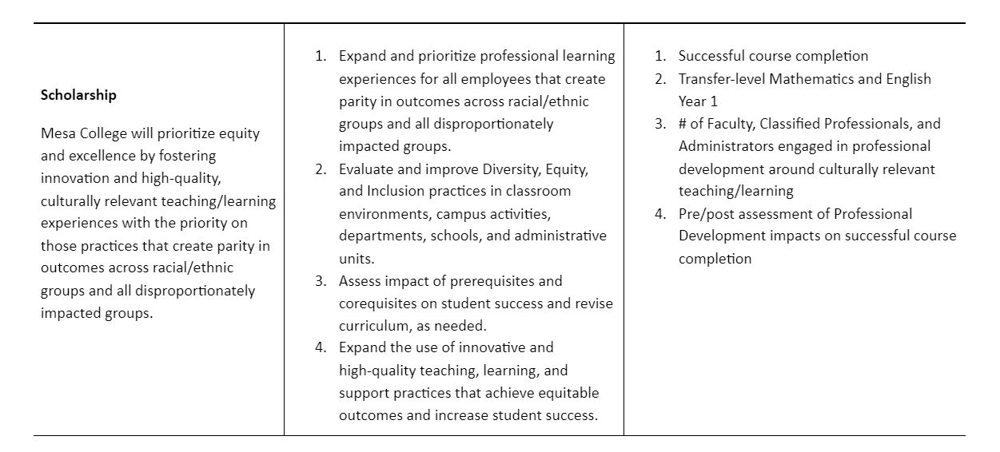 Scholarship
Mesa College will prioritize equity
and excellence by fostering
innovation and high-quality,
culturally relevant teaching/learning
experiences with the priority on
those practices that create parity in
outcomes across racial/ethnic
groups and all disproportionately
impacted groups.
1. Expand and prioritize professional learning
experiences for all employees that create
parity in outcomes across racial/ethnic
groups and all disproportionately
impacted groups.
2. Evaluate and improve Diversity, Equity,
and Inclusion practices in classroom
environments, campus activities,
departments, schools, and administrative
units.
3. Assess impact of prerequisites and
corequisites on student success and revise
curriculum, as needed.
4. Expand the use of innovative and
high-quality teaching, learning, and
support practices that achieve equitable
outcomes and increase student success.
1. Successful course completion
2. Transfer-level Mathematics and English
Year 1
3. # of Faculty, Classified Professionals, and
Administrators engaged in professional
development around culturally relevant
teaching/learning
4. Pre/post assessment of Professional
Development impacts on successful course
completion